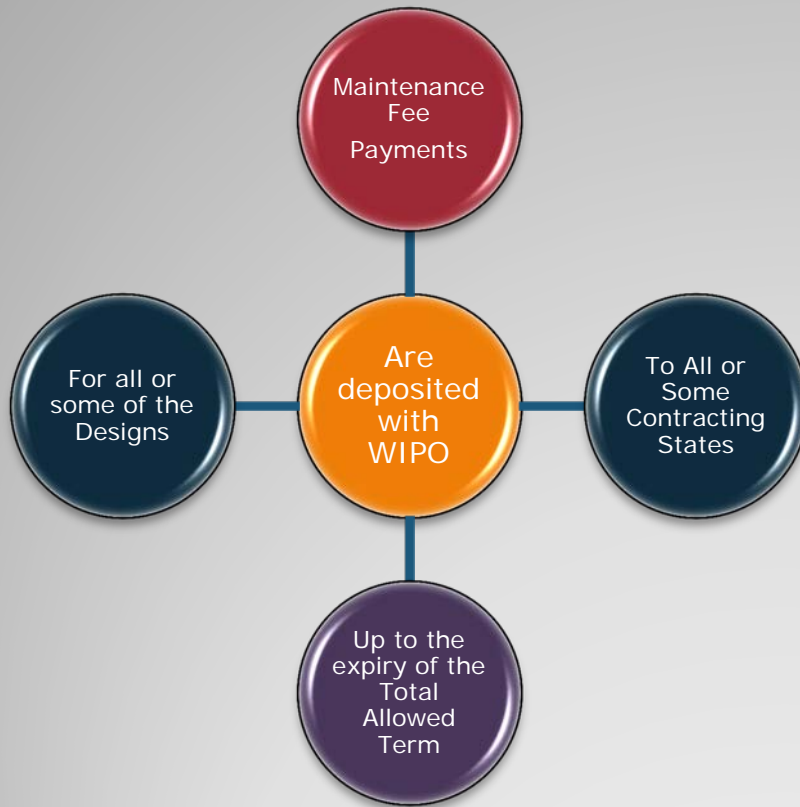 Maintenance
Fee
Payments
For all or
some of the
Designs
Are
deposited
with
WIPO
To All or
Some
Contracting
States
Up to the
expiry of the
Total
Allowed
Term